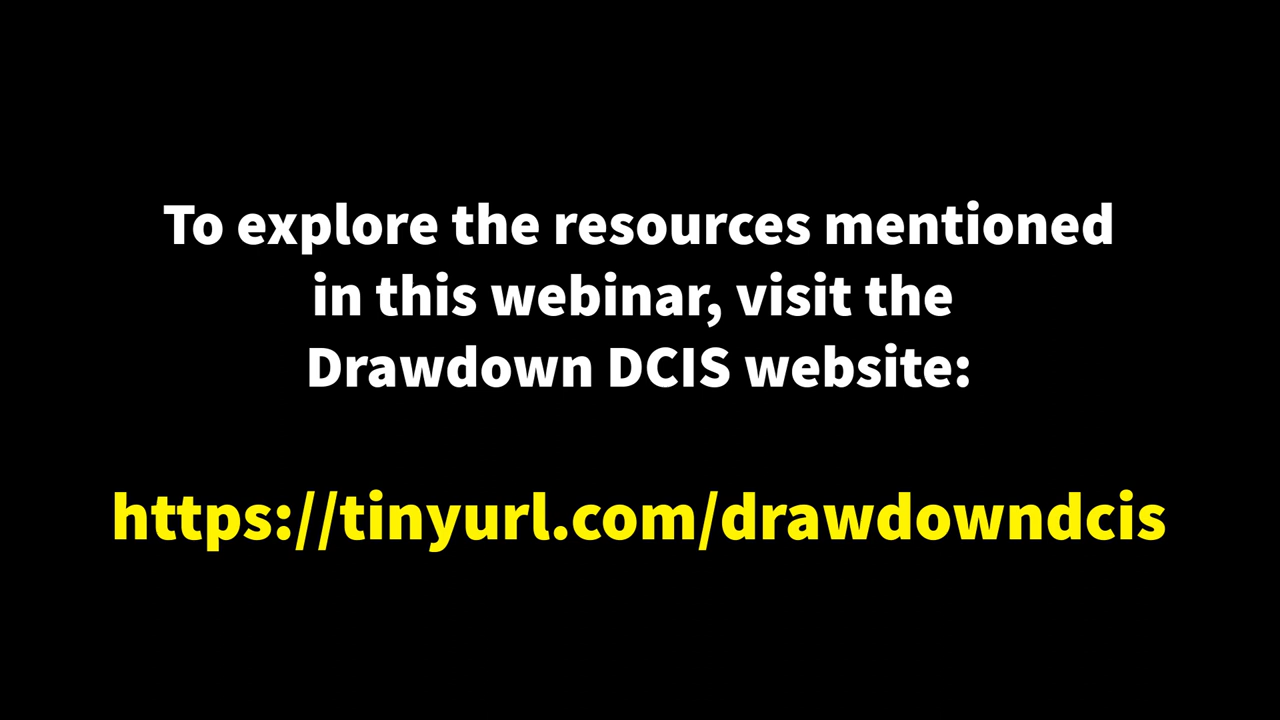 To explore the resources mentioned
in this webinar, visit the
Drawdown DCIS website:
https://tinyurl.com/drawdowndcis